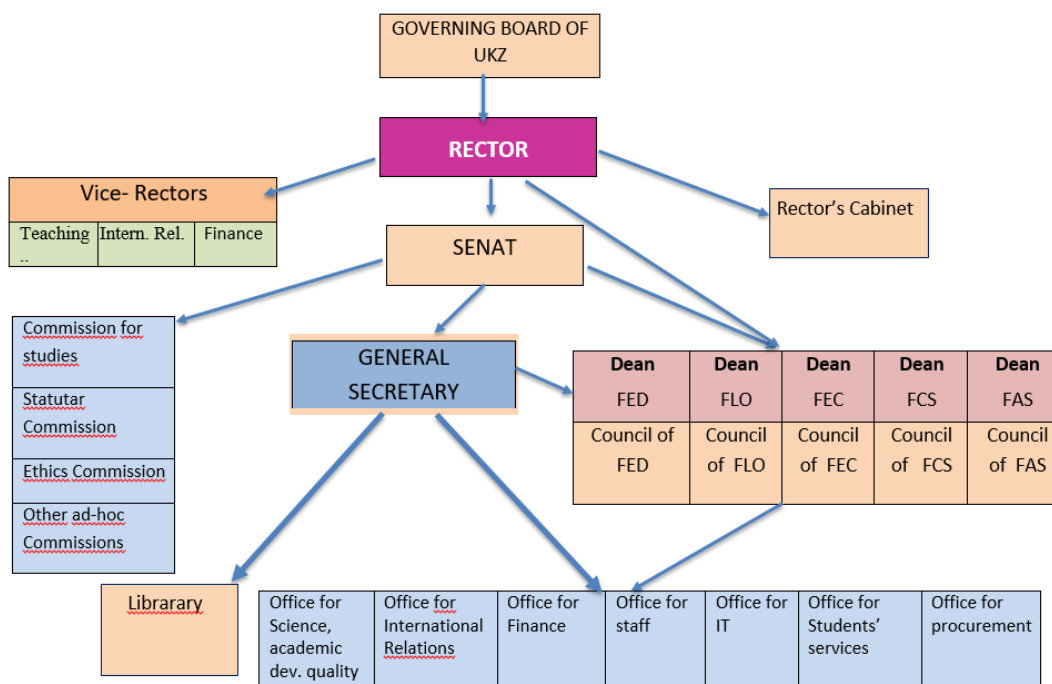 GOVERNING BOARD OF
UKZ
RECTOR
Vice- Rectors
Teaching
..
Intern. Rel.
Finance
Rector's Cabinet
SENAT
Commission for
studies
Statutar
Commission
Ethics Commission
Other ad-hoc
Commissions
GENERAL
SECRETARY
Dean
FED
Dean
FLO
Dean
FEC
Dean
FCS
Dean
FAS
Council of
FED
Council
of FLO
Council
of FEC
Council
of FCS
Council
of FAS
Librarary
Office for
Science,
academic
dev. quality
Office for
International
Relations
Office for
Finance
Office for
staff
Office for
IT
Office for
Students'
services
Office for
procurement